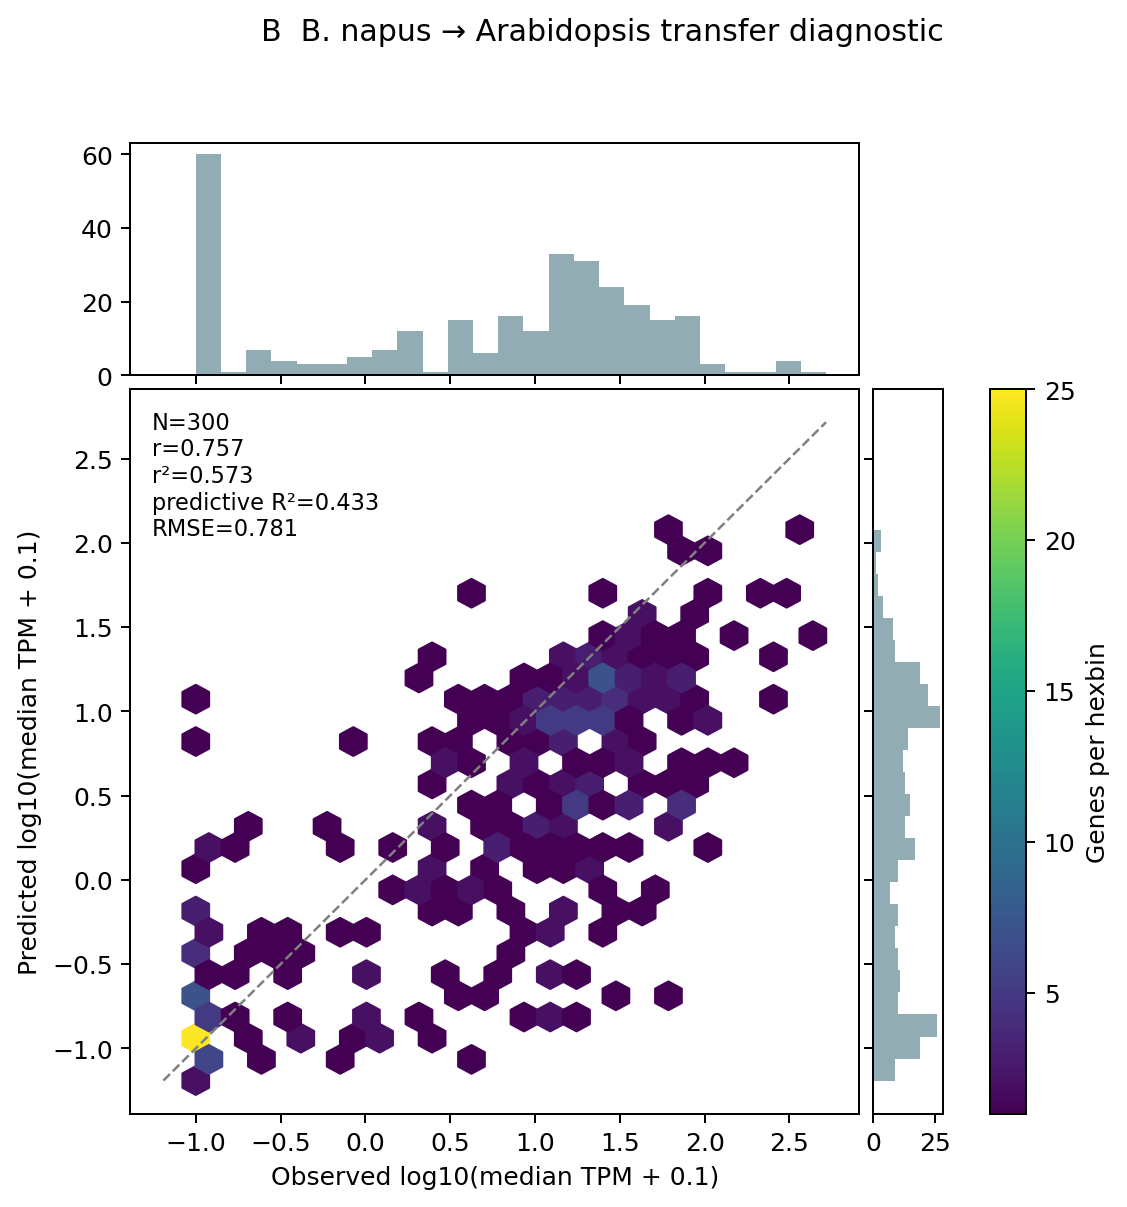 B  B. napus → Arabidopsis transfer diagnostic
60
40
20
0
N=300
r=0.757
r²=0.573
predictive R²=0.433
RMSE=0.781
Predicted log10(median TPM + 0.1)
2.5
2.0
1.5
1.0
0.5
0.0
−0.5
−1.0
−1.0 −0.5 0.0 0.5 1.0 1.5 2.0 2.5
Observed log10(median TPM + 0.1)
0 25
25
20
15
10
5
Genes per hexbin